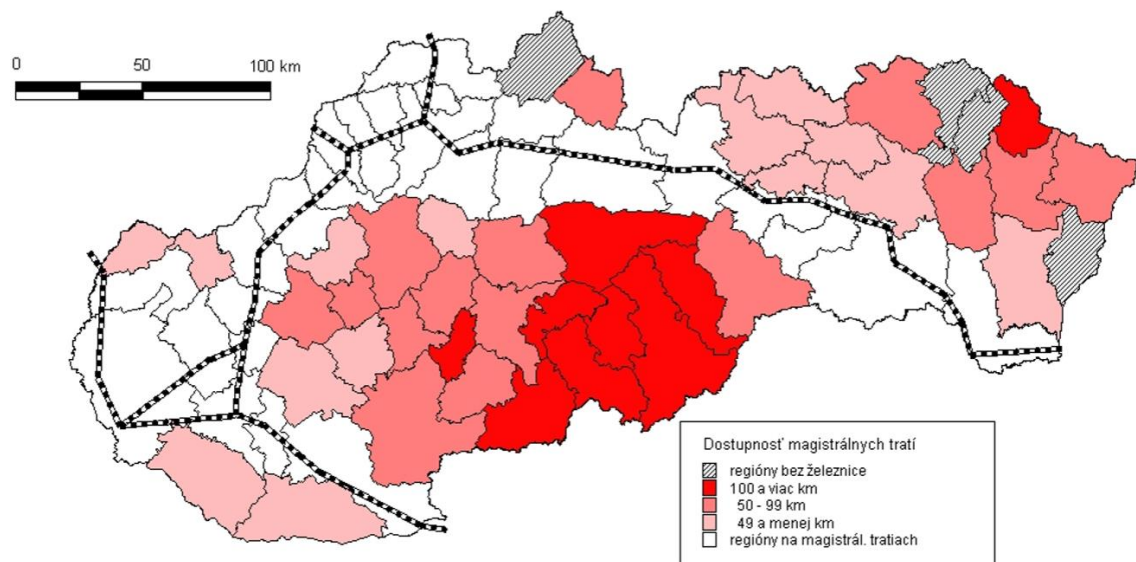 0 50 100 km
Dostupnosť magistrálnych tratí
regióny bez železnice
100 a viac km
50 - 99 km
49 a menej km
regióny na magistrál. tratiach